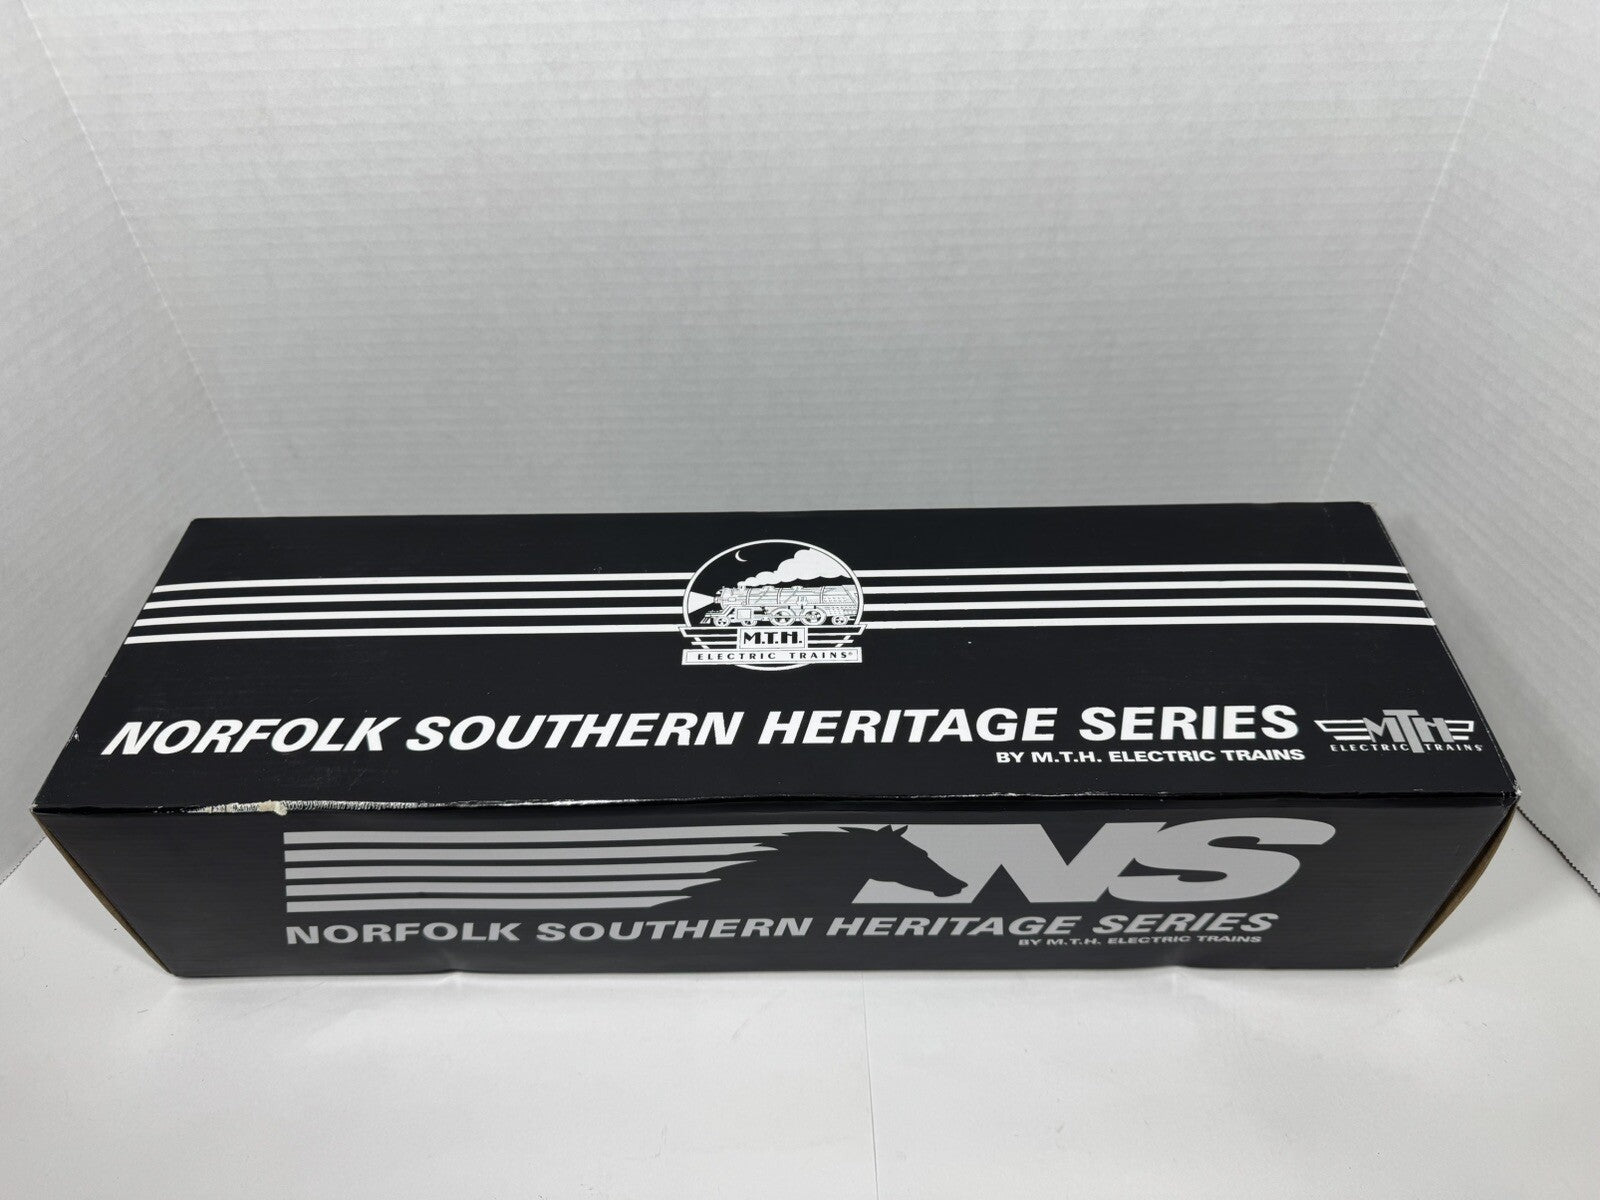 M.T.H.
ELECTRIC TRAINS®
NORFOLK SOUTHERN HERITAGE SERIES
BY M.T.H. ELECTRIC TRAINS
MTH
ELECTRIC TRAINS
NS
NORFOLK SOUTHERN HERITAGE SERIES
BY M.T.H. ELECTRIC TRAINS